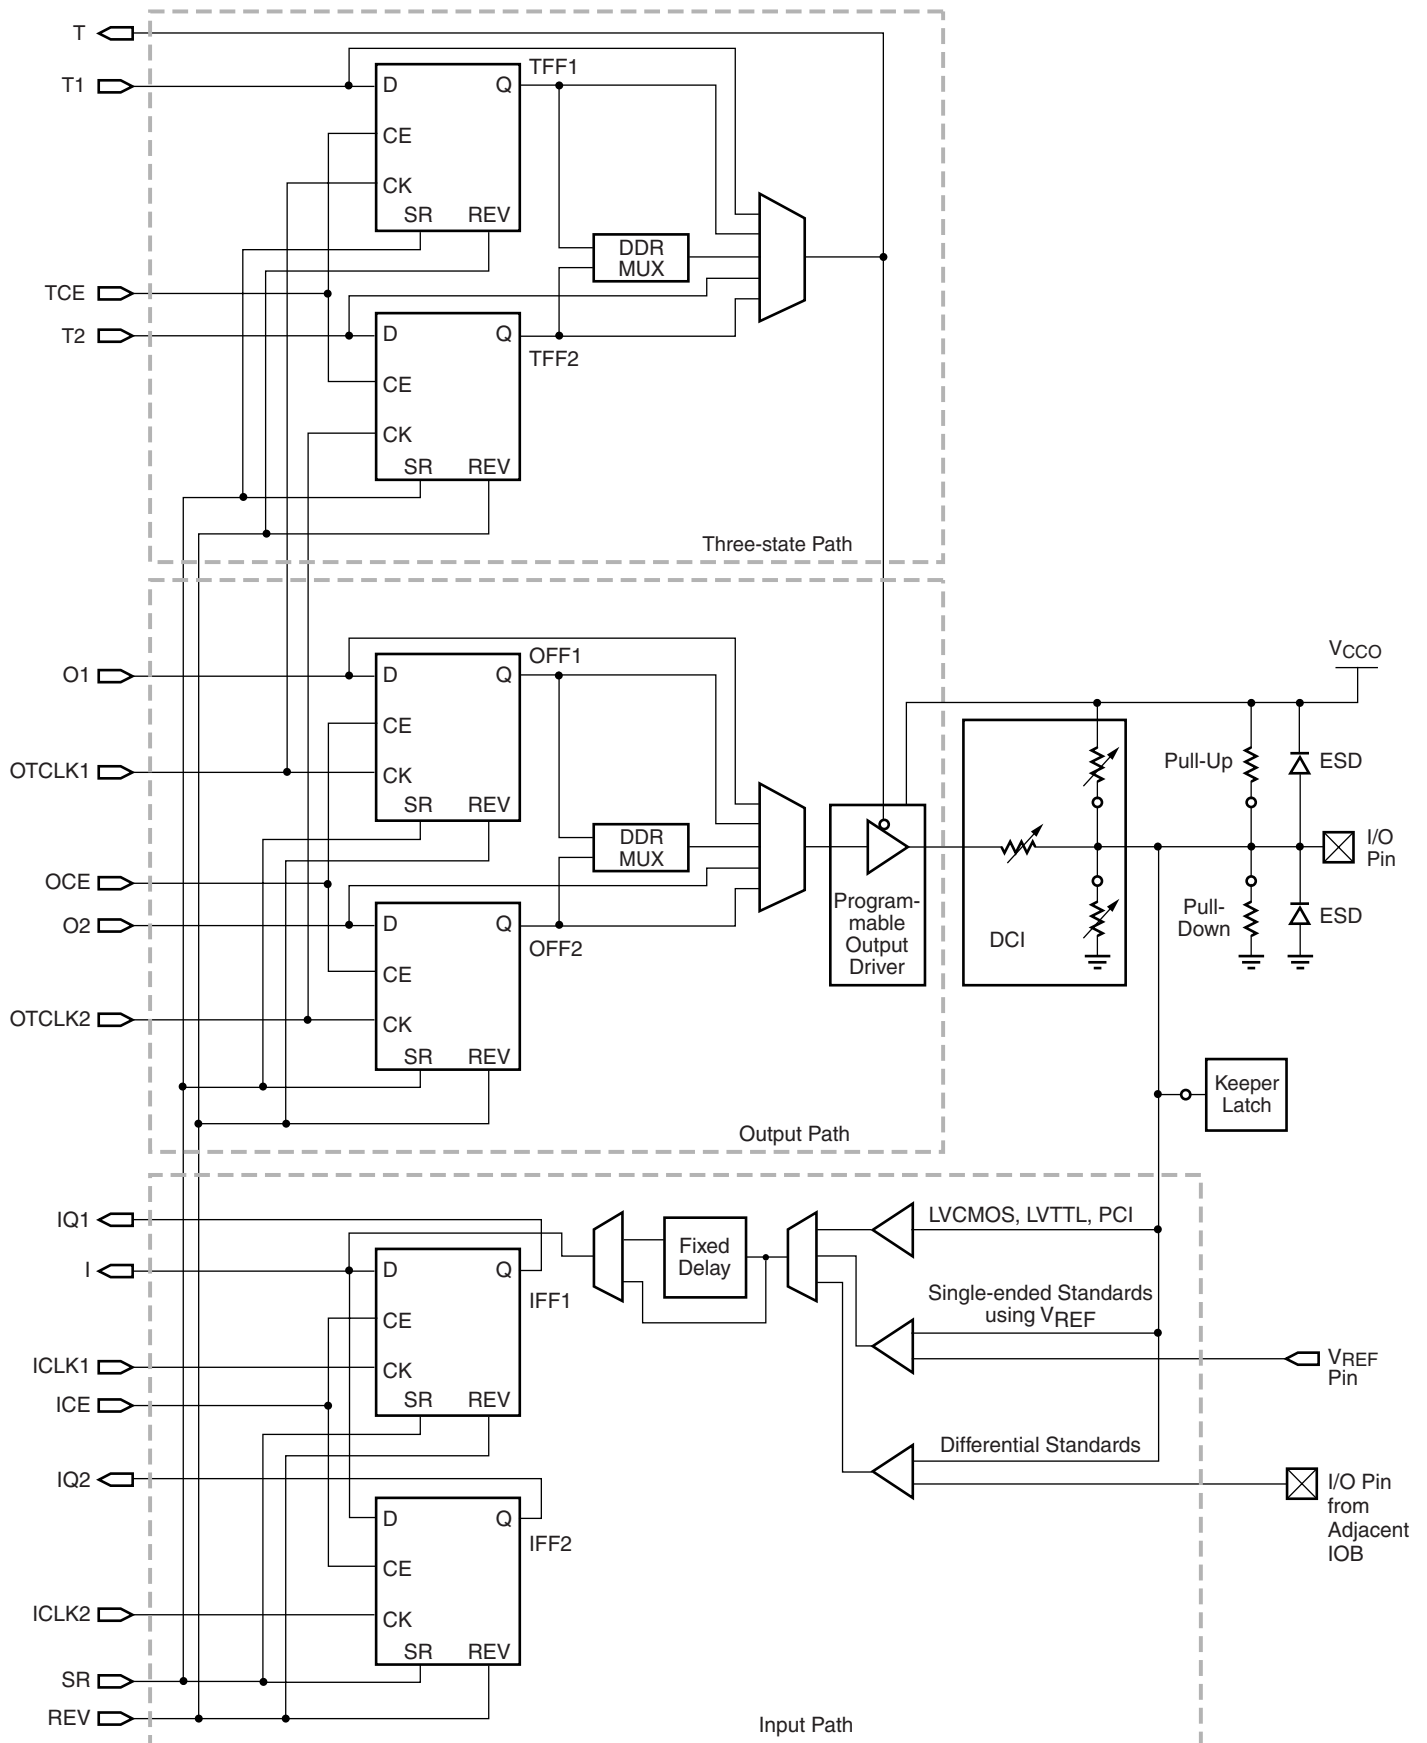 T
T1
D
Q
TFF1
CE
CK
SR
REV
DDR
MUX
TCE
T2
D
Q
TFF2
CE
CK
SR
REV
Three-state Path
O1
D
Q
OFF1
CE
OTCLK1
CK
SR
REV
DDR
MUX
OCE
O2
D
Q
OFF2
CE
OTCLK2
CK
SR
REV
Program-
mable
Output
Driver
Output Path
VCCO
Pull-Up
ESD
I/O
Pin
Pull-
Down
ESD
DCI
Keeper
Latch
IQ1
I
D
Q
IFF1
CE
ICLK1
CK
ICE
SR
REV
Fixed
Delay
LVCMOS, LVTTL, PCI
Single-ended Standards
using VREF
VREF
Pin
Differential Standards
I/O Pin
from
Adjacent
IOB
IQ2
D
Q
IFF2
CE
ICLK2
CK
SR
REV
SR
REV
Input Path